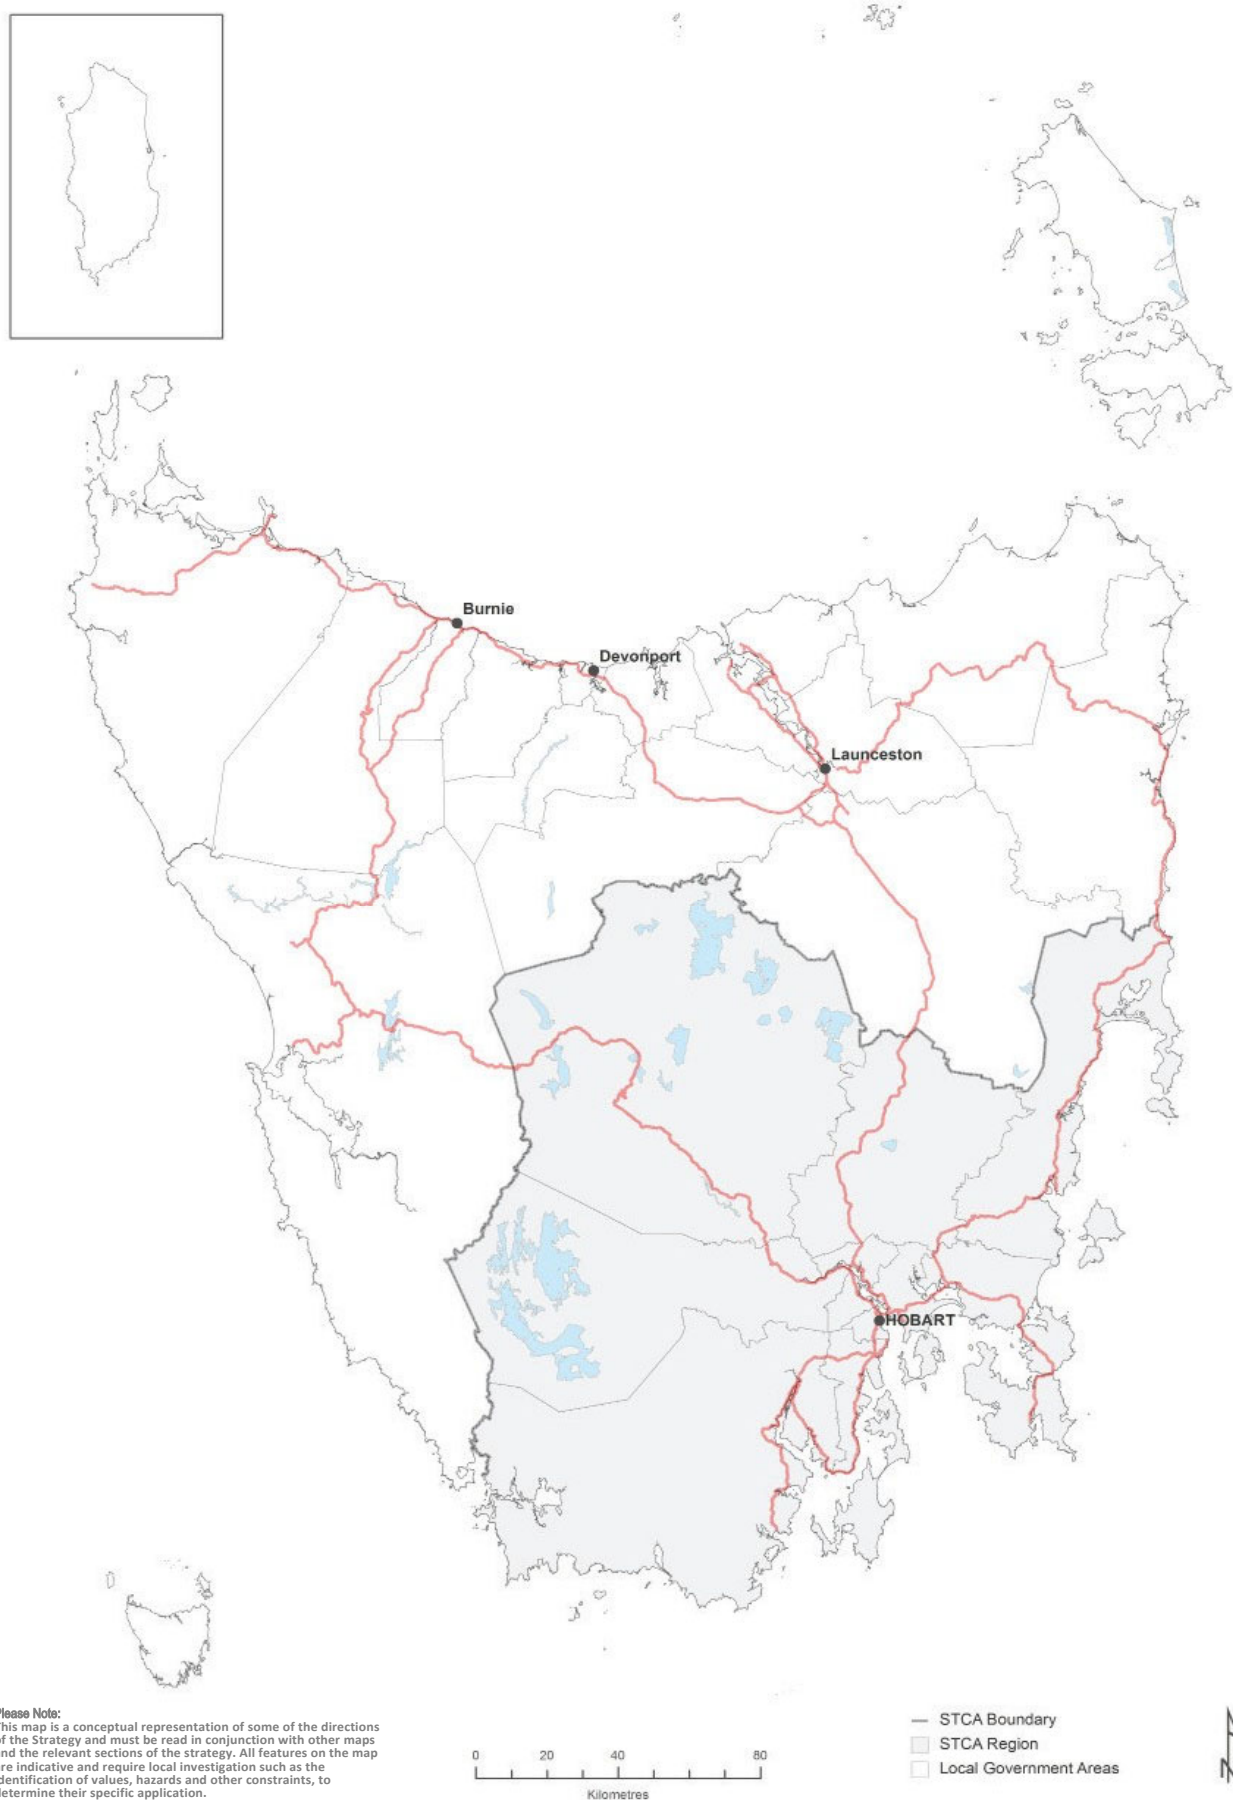 Burnie
Devonport
Launceston
HOBART
Please Note:
This map is a conceptual representation of some of the directions
of the Strategy and must be read in conjunction with other maps
and the relevant sections of the strategy. All features on the map
are indicative and require local investigation such as the
identification of values, hazards and other constraints, to
determine their specific application.
0 20 40 80
Kilometres
STCA Boundary
STCA Region
Local Government Areas
N